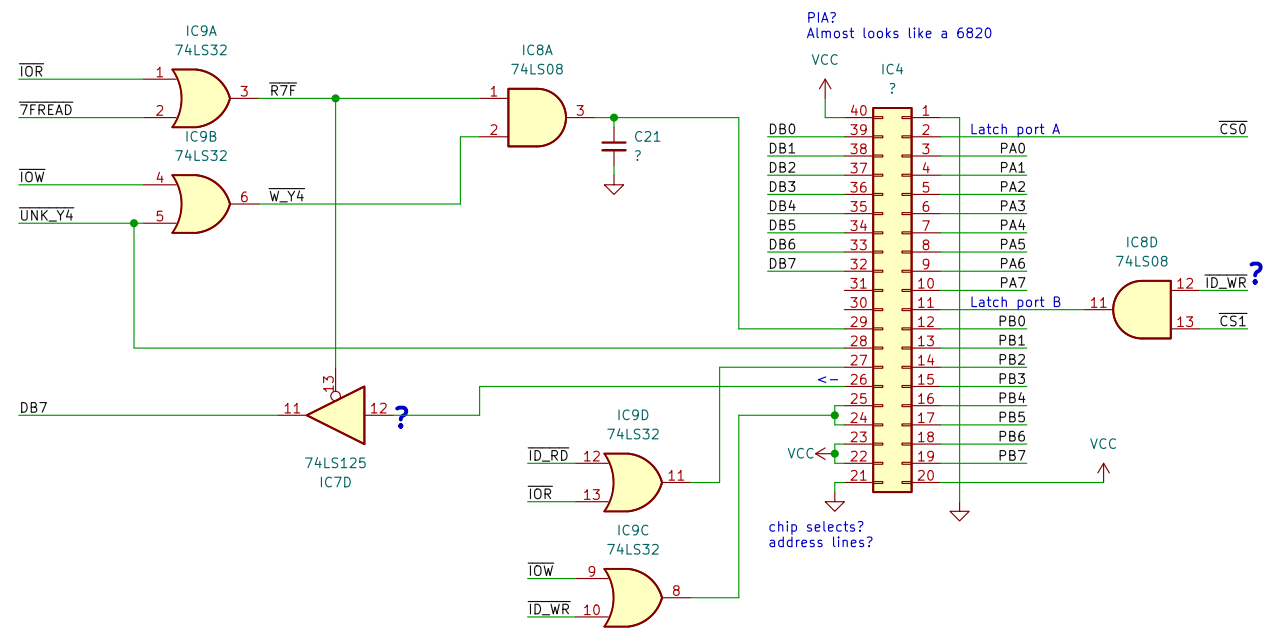 PIA?
Almost looks like a 6820
IC9A
74LS32
IOR
1
7FREAD
2
3
R7F
IC9B
74LS32
IOW
4
UNK_Y4
5
6
W_Y4
IC8A
74LS08
1
2
3
C21
?
VCC
IC4
?
40
1
DB0
39
2
Latch port A
CS0
DB1
38
3
PA0
DB2
37
4
PA1
DB3
36
5
PA2
DB4
35
6
PA3
DB5
34
7
PA4
DB6
33
8
PA5
DB7
32
9
PA6
31
10
PA7
30
11
Latch port B
29
12
PB0
28
13
PB1
27
14
PB2
<-
26
15
PB3
25
16
PB4
24
17
PB5
23
18
PB6
VCC
22
19
PB7
21
20
VCC
IC8D
74LS08
11
12
ID_WR
?
13
CS1
DB7
11
13
12
?
74LS125
IC7D
IC9D
74LS32
ID_RD
12
IOR
13
11
IC9C
74LS32
IOW
9
ID_WR
10
8
chip selects?
address lines?